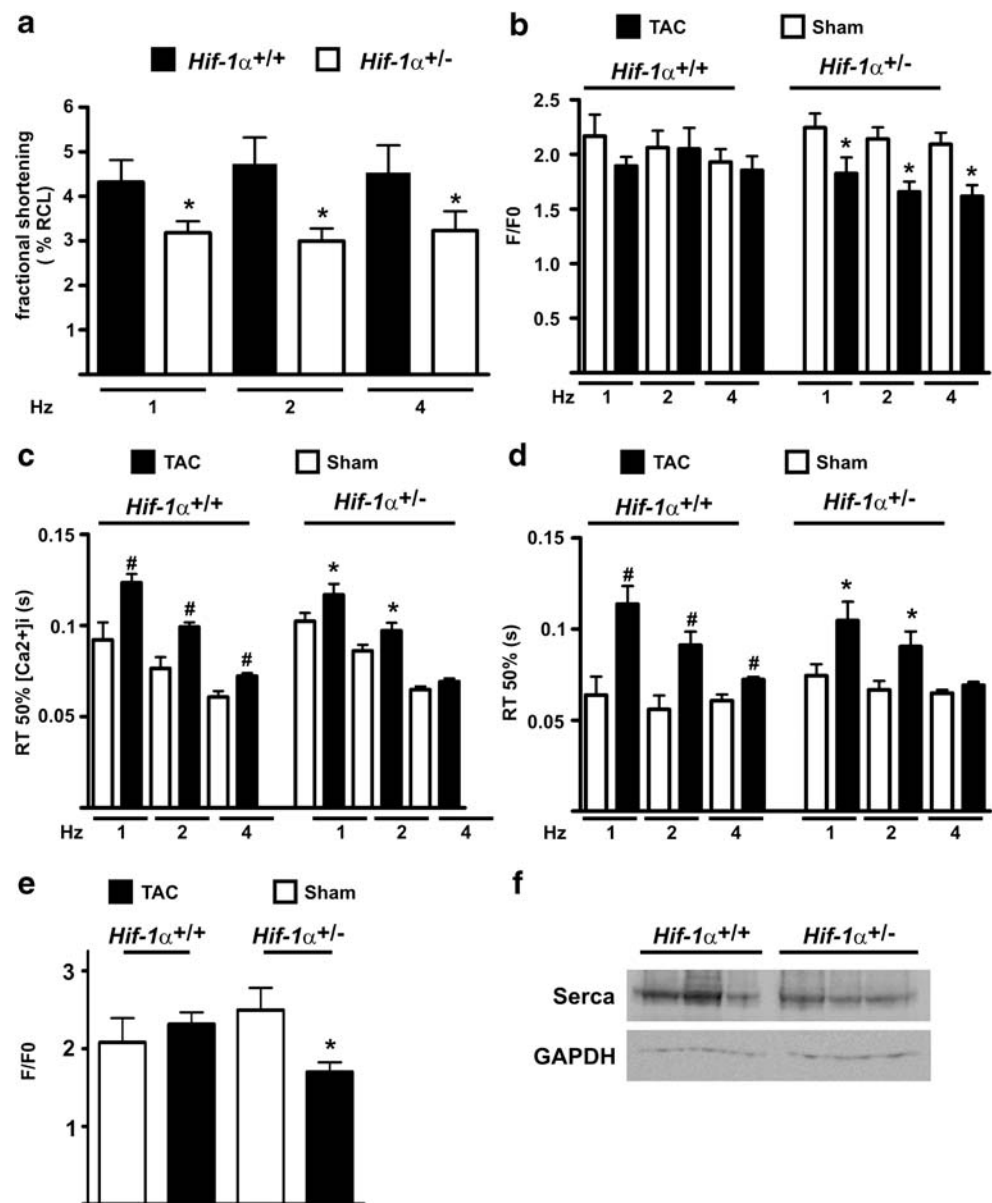 a
Hif-1α+/+ Hif-1α+/-
fractional shortening
( % RCL)
6
5
4
3
2
1
Hz 1 2 4
b
TAC Sham
Hif-1α+/+ Hif-1α+/-
F/F0
2.5
2.0
1.5
1.0
0.5
* * *
Hz 1 2 4 1 2 4
* * *
c
TAC Sham
Hif-1α+/+ Hif-1α+/-
RT 50% [Ca2+]i (s)
0.15
0.1
0.05
# # # * *
Hz 1 2 4 1 2 4
d
TAC Sham
Hif-1α+/+ Hif-1α+/-
RT 50% (s)
0.15
0.1
0.05
# # # * *
Hz 1 2 4 1 2 4
e
TAC Sham
Hif-1α+/+ Hif-1α+/-
F/F0
3
2
1
*
f
Hif-1α+/+ Hif-1α+/-
Serca
GAPDH